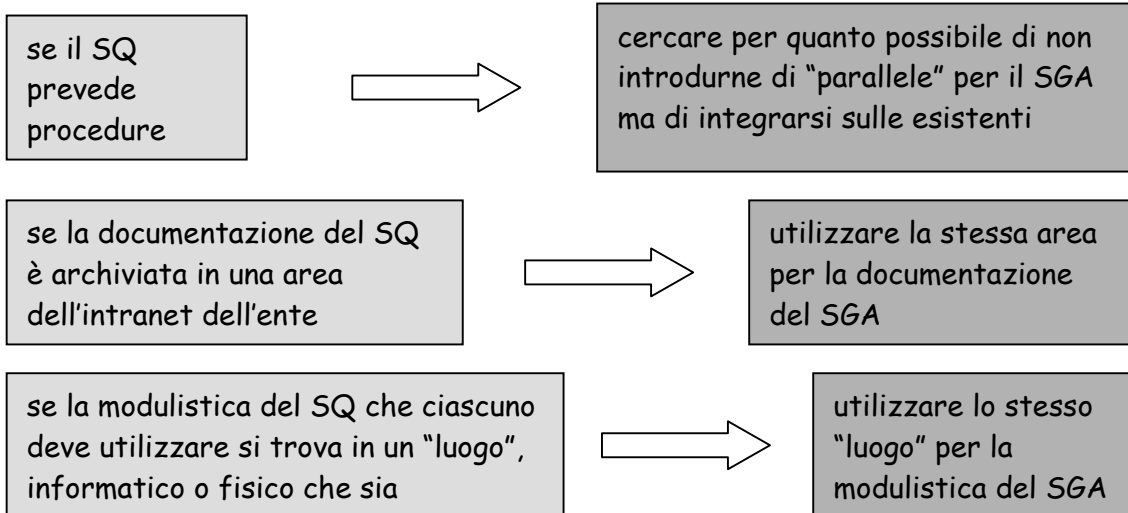 se il SQ
prevede
procedure
cercare per quanto possibile di non
introdurne di “parallele” per il SGA
ma di integrarsi sulle esistenti
se la documentazione del SQ
è archiviata in una area
dell’intranet dell’ente
utilizzare la stessa area
per la documentazione
del SGA
se la modulistica del SQ che ciascuno
deve utilizzare si trova in un “luogo”,
informatico o fisico che sia
utilizzare lo stesso
“luogo” per la
modulistica del SGA